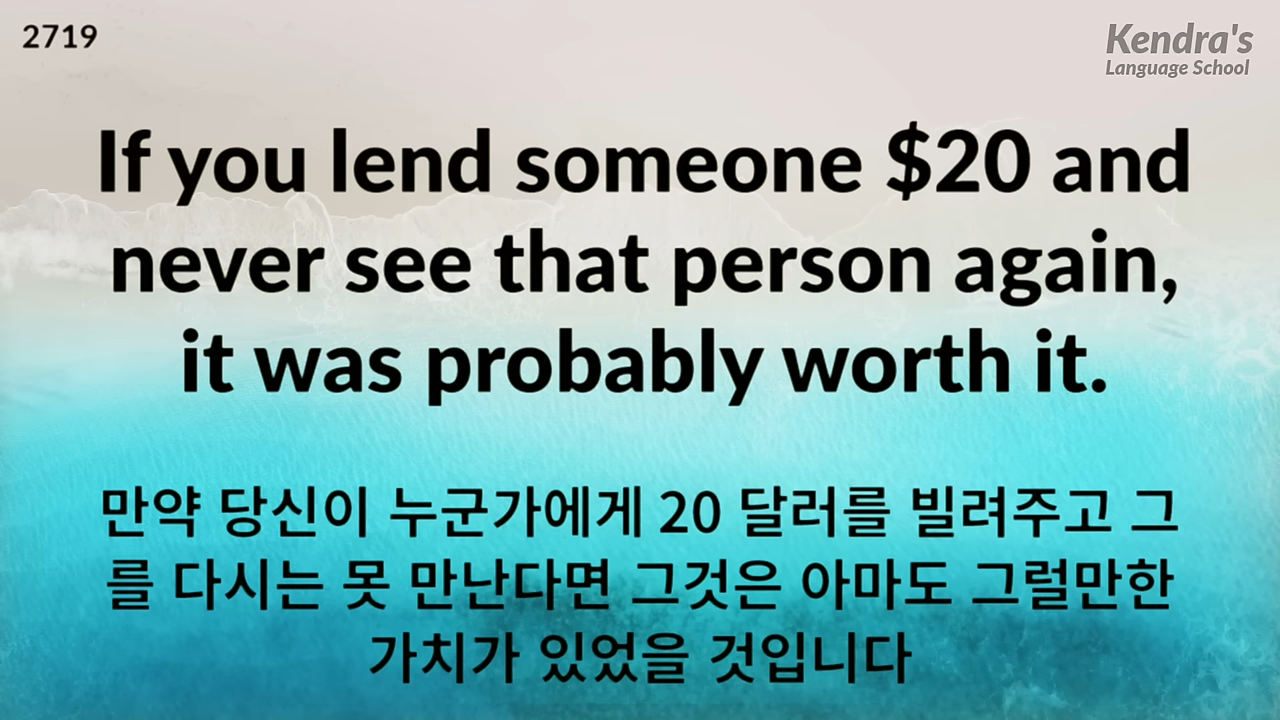 2719
Kendra's
Language School
If you lend someone $20 and
never see that person again,
it was probably worth it.
만약 당신이 누군가에게 20 달러를 빌려주고 그
를 다시는 못 만난다면 그것은 아마도 그럴만한
가치가 있었을 것입니다